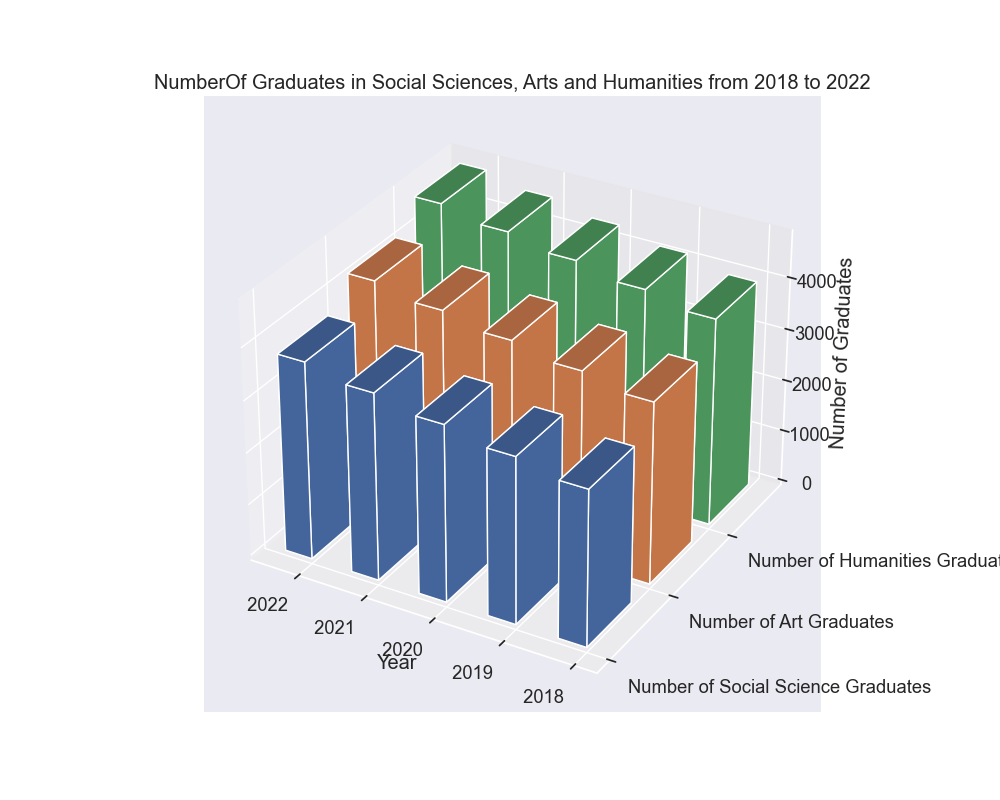 NumberOf Graduates in Social Sciences, Arts and Humanities from 2018 to 2022
4000
3000
2000
1000
0
Number of Graduates
2022
2021
2020
2019
2018
Year
Number of Humanities
Number of Art Graduates
Number of Social Science Graduates